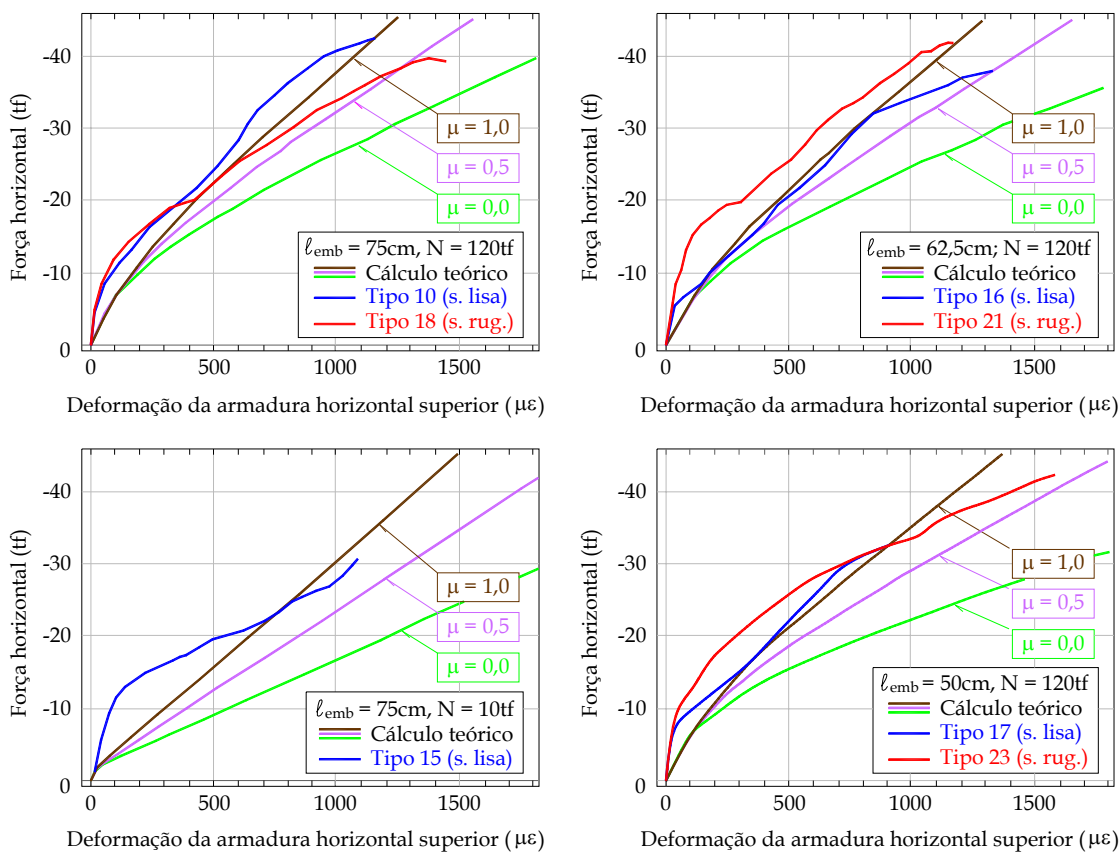 Força horizontal (tf)
-40
-30
-20
-10
0
μ = 1,0
μ = 0,5
μ = 0,0
ℓemb = 75cm, N = 120tf
Cálculo teórico
Tipo 10 (s. lisa)
Tipo 18 (s. rug.)
0 500 1000 1500
Deformação da armadura horizontal superior (με)
Força horizontal (tf)
-40
-30
-20
-10
0
μ = 1,0
μ = 0,5
μ = 0,0
ℓemb = 62,5cm; N = 120tf
Cálculo teórico
Tipo 16 (s. lisa)
Tipo 21 (s. rug.)
0 500 1000 1500
Deformação da armadura horizontal superior (με)
Força horizontal (tf)
-40
-30
-20
-10
0
μ = 1,0
μ = 0,5
μ = 0,0
ℓemb = 75cm, N = 10tf
Cálculo teórico
Tipo 15 (s. lisa)
0 500 1000 1500
Deformação da armadura horizontal superior (με)
Força horizontal (tf)
-40
-30
-20
-10
0
μ = 1,0
μ = 0,5
μ = 0,0
ℓemb = 50cm, N = 120tf
Cálculo teórico
Tipo 17 (s. lisa)
Tipo 23 (s. rug.)
0 500 1000 1500
Deformação da armadura horizontal superior (με)